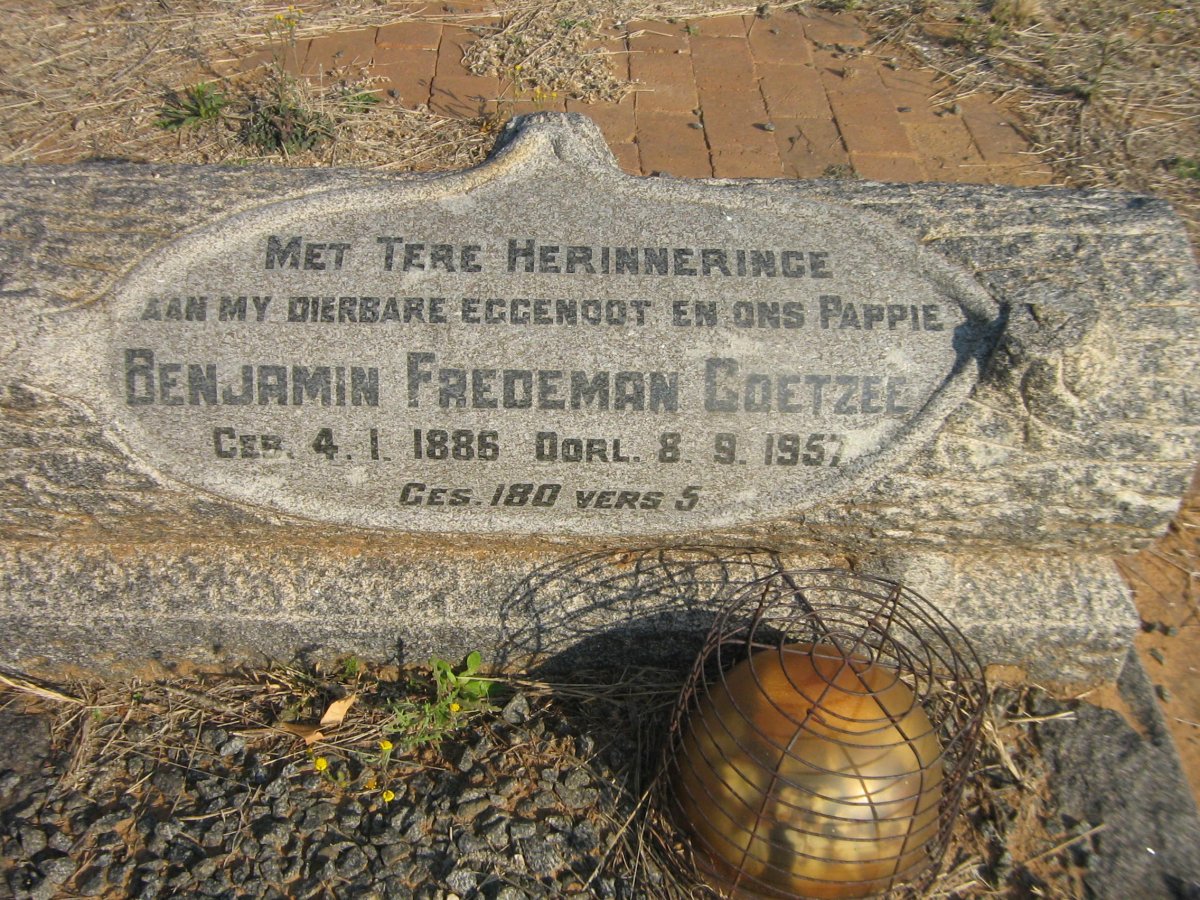 Met Tere Herinneringe
aan my dierbare eggenoot en ons Pappie
Benjamin Fredeman Coetzee
Geb. 4. 1. 1886 Oorl. 8. 9. 1957
Ges. 180 vers 5